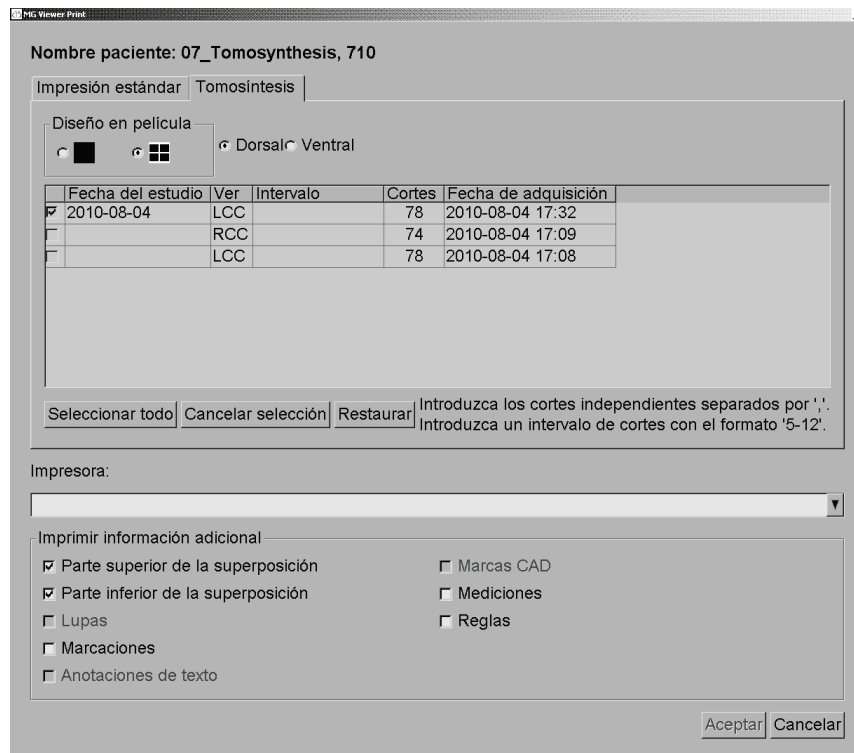 MG Viewer Print
Nombre paciente: 07_Tomosynthesis, 710
Impresión estándar Tomosíntesis
Diseño en película
Dorsal Ventral
Fecha del estudio Ver Intervalo Cortes Fecha de adquisición
2010-08-04 LCC 78 2010-08-04 17:32
RCC 74 2010-08-04 17:09
LCC 78 2010-08-04 17:08
Seleccionar todo Cancelar selección Restaurar
Introduzca los cortes independientes separados por ','.
Introduzca un intervalo de cortes con el formato '5-12'.
Impresora:
Imprimir información adicional
Parte superior de la superposición
Parte inferior de la superposición
Lupas
Marcaciones
Anotaciones de texto
Marcas CAD
Mediciones
Reglas
Aceptar Cancelar